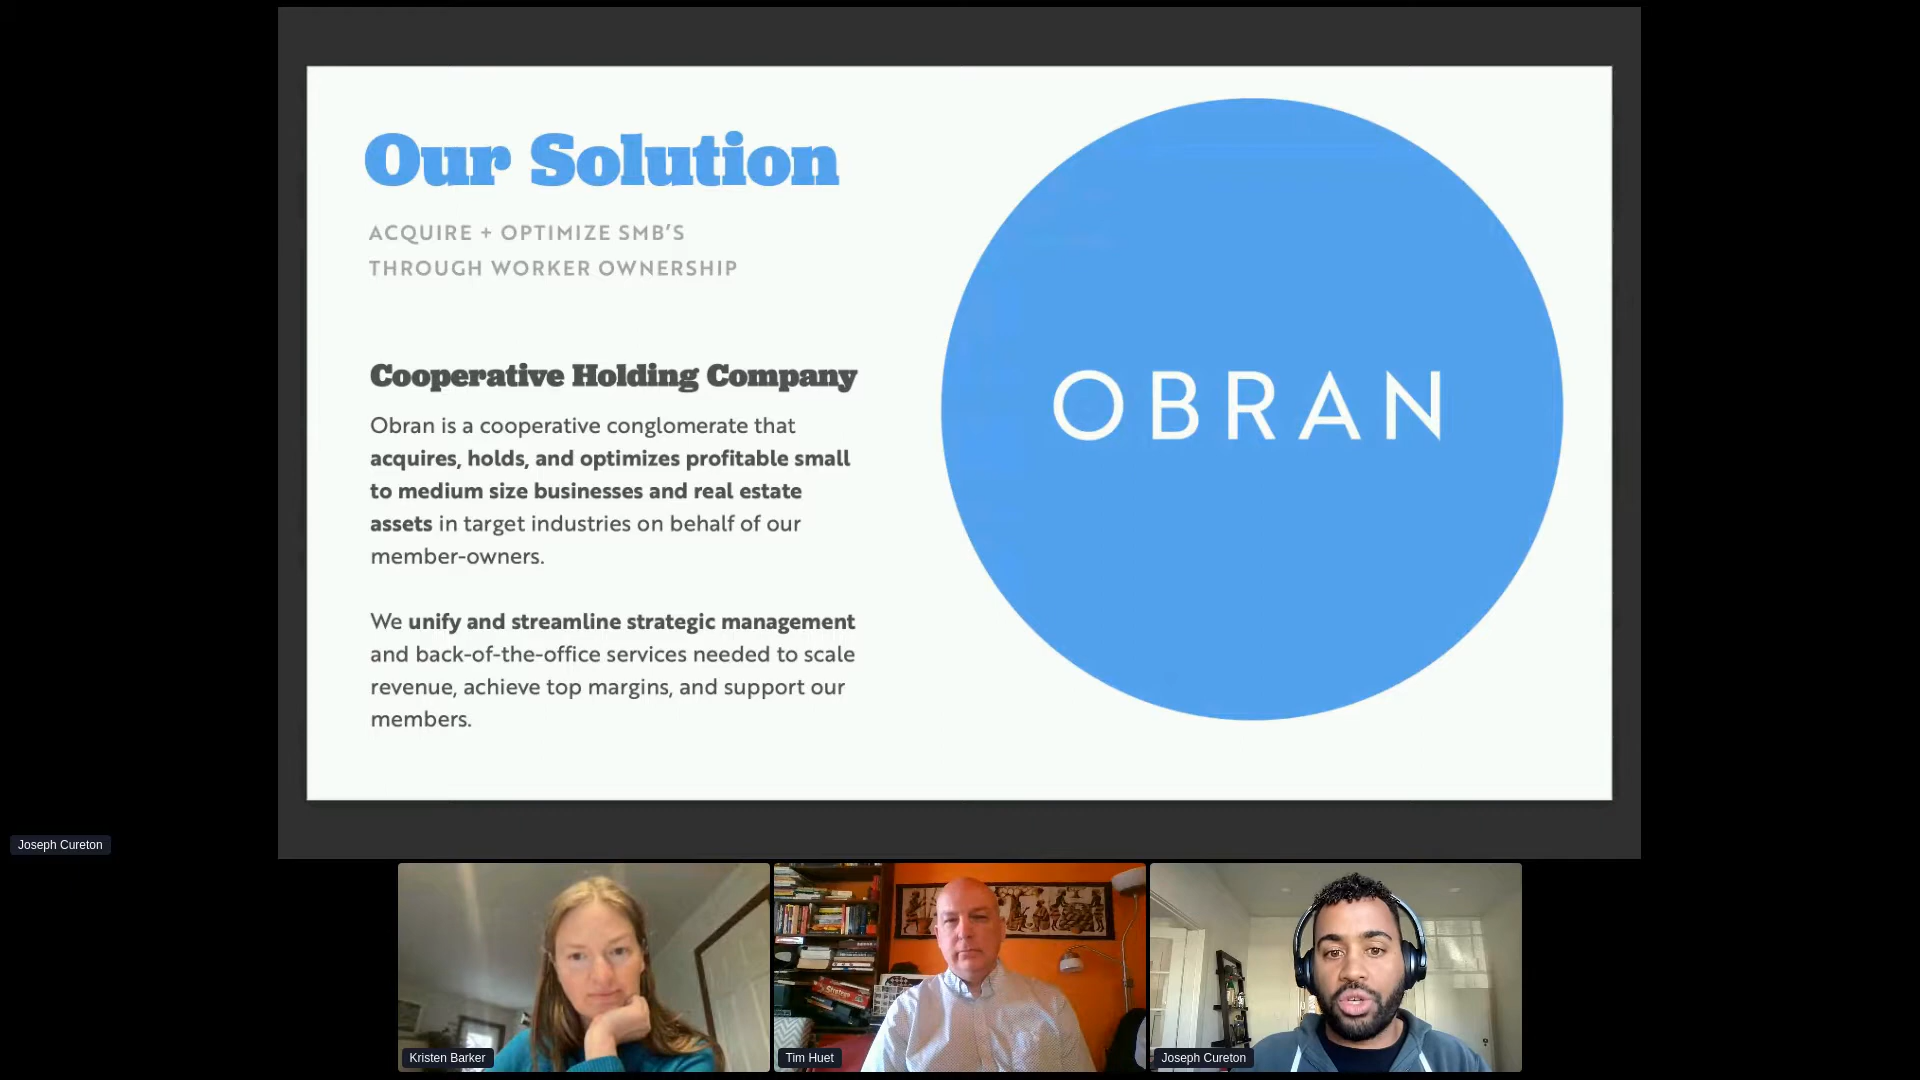 Our Solution
ACQUIRE + OPTIMIZE SMB'S
THROUGH WORKER OWNERSHIP
Cooperative Holding Company
Obran is a cooperative conglomerate that
acquires, holds, and optimizes profitable small
to medium size businesses and real estate
assets in target industries on behalf of our
member-owners.
We unify and streamline strategic management
and back-of-the-office services needed to scale
revenue, achieve top margins, and support our
members.
OBRAN
Joseph Cureton
Stratego
Kristen Barker
Tim Huet
Joseph Cureton